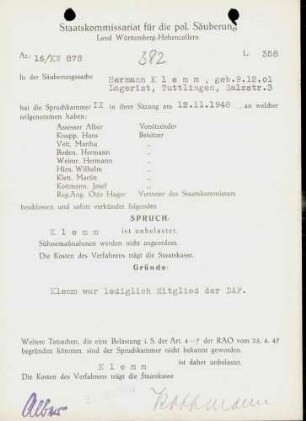 Staatskommissariat für die pol. Säuberung
Land Württemberg-Hohenzollern
Az: 16/KV 878
382
L. 358
In der Säuberungssache
Hermann Klemm, geb.9.12.01
Lagerist, Tuttlingen,
hat die Spruchkammer IX in ihrer Sitzung am 12.11.1948, an welcher
teilgenommen haben:
Assessor Alber Vorsitzender
Knapp, Hans Beisitzer
Veit, Martha "
Baden, Hermann "
Weimer, Hermann "
Hirn, Wilhelm "
Klett, Martin "
Kottmann, Josef "
Reg.Ang. Otto Hager Vertreter des Staatskommissars
beschlossen und sofort verkündet folgenden
SPRUCH:
Klemm ist unbelastet.
Sühnemaßnahmen werden nicht angeordnet.
Die Kosten des Verfahrens trägt die Staatskasse.
Gründe:
Klemm war lediglich Mitglied der DAF.
Weitere Tatsachen, die eine Belastung i. S. der Art. 4-7 der RAO vom 25. 4. 47
begründen könnten, sind der Spruchkammer nicht bekannt geworden.
Klemm ist daher unbelastet.
Die Kosten des Verfahrens trägt die Staatskasse
Alber Kottmann